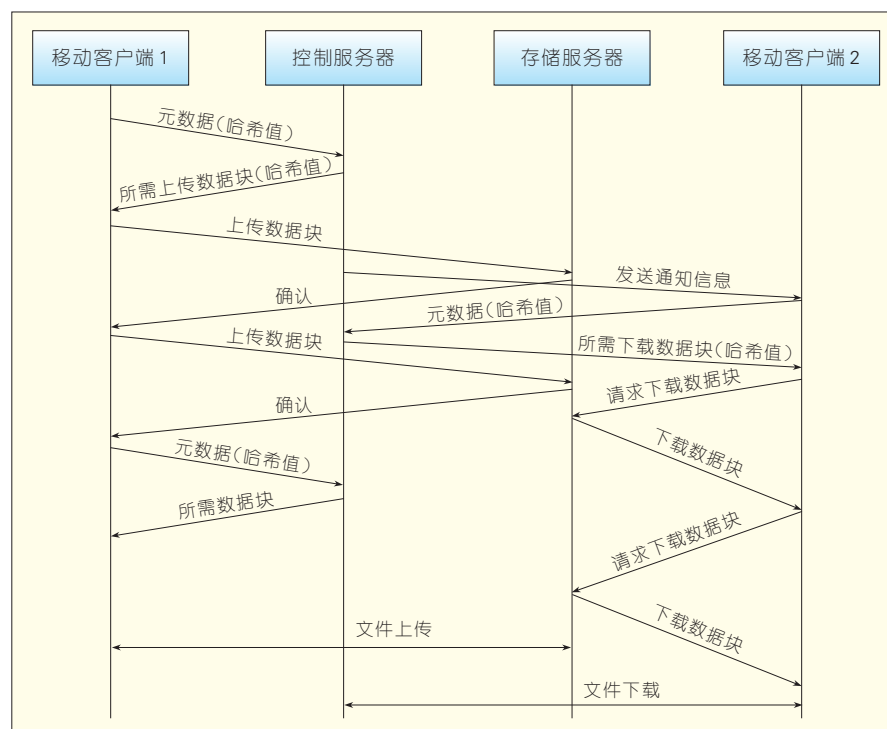 移动客户端1
控制服务器
存储服务器
移动客户端2
元数据(哈希值)
所需上传数据块(哈希值)
上传数据块
发送通知信息
确认
元数据(哈希值)
上传数据块
所需下载数据块(哈希值)
请求下载数据块
确认
元数据(哈希值)
下载数据块
所需数据块
请求下载数据块
文件上传
下载数据块
文件下载